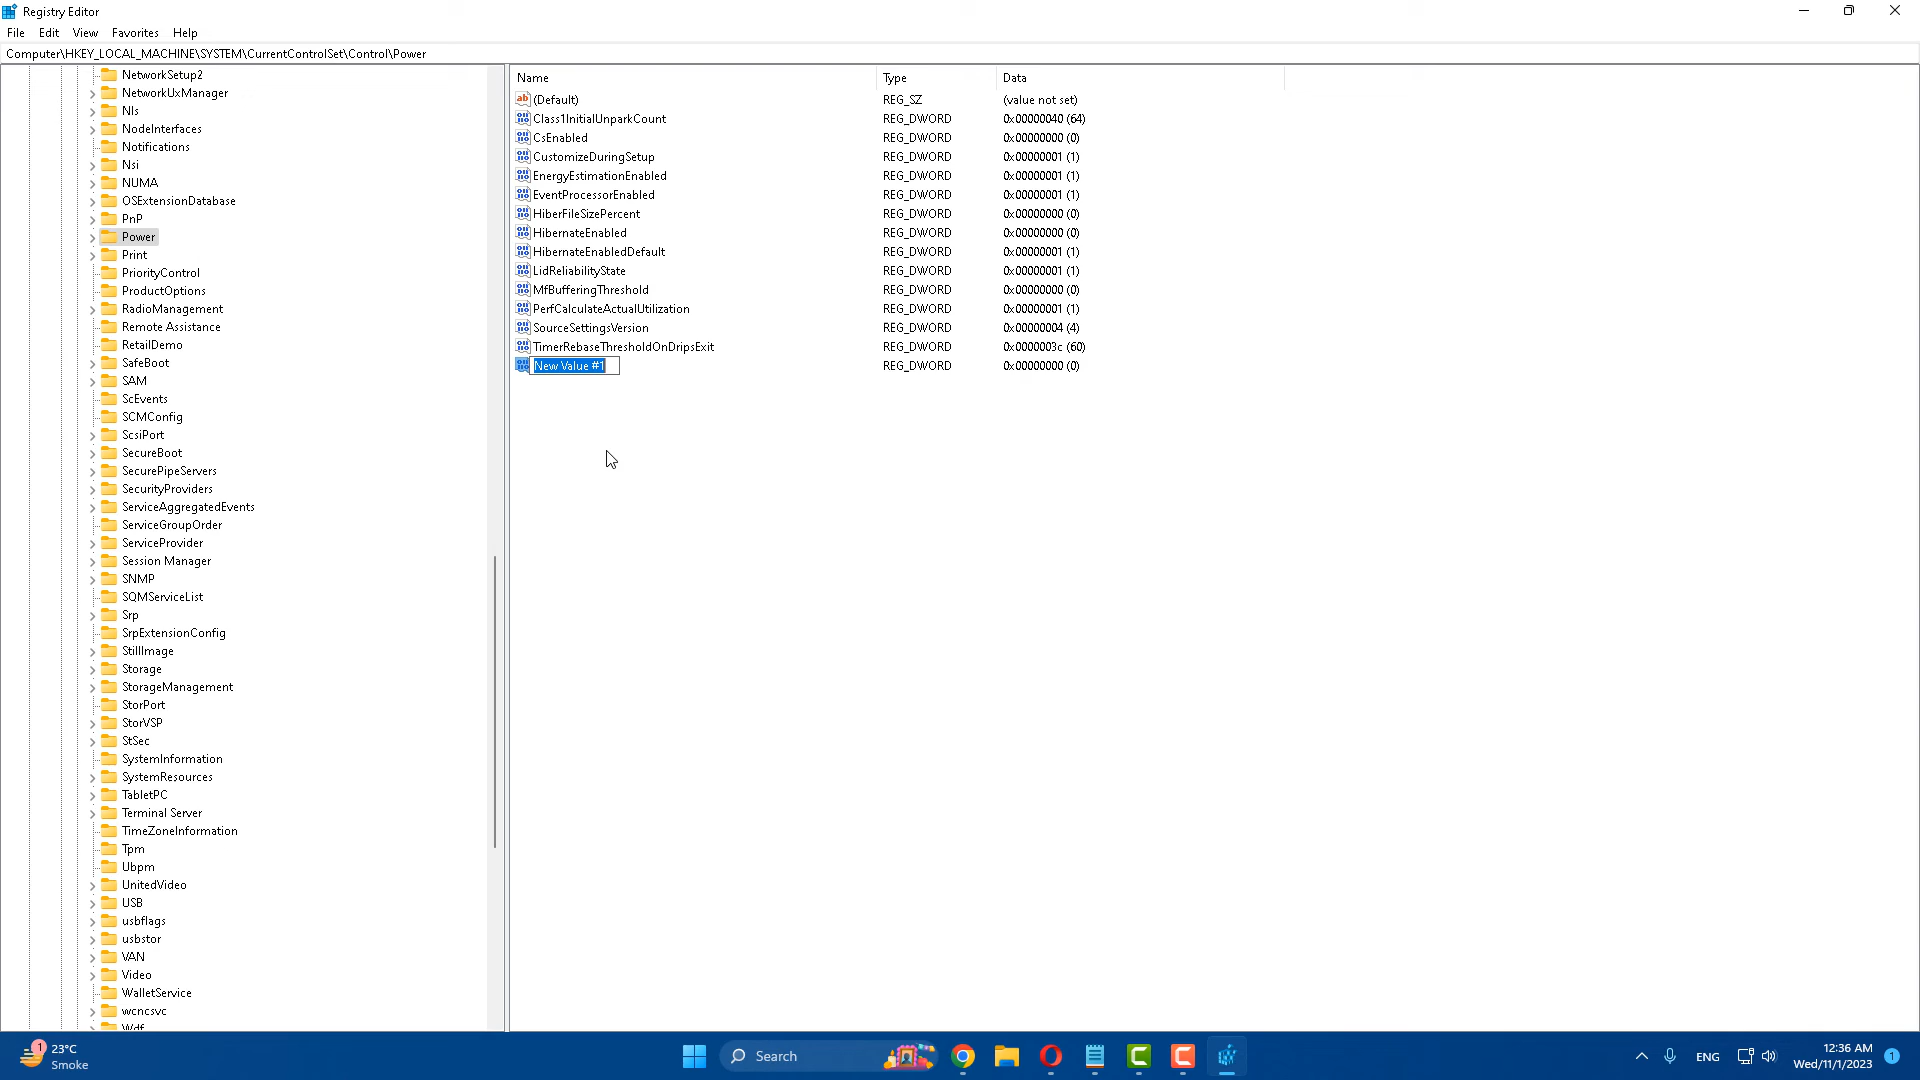 Registry Editor
File Edit View Favorites Help
Computer\HKEY_LOCAL_MACHINE\SYSTEM\CurrentControlSet\Control\Power
NetworkSetup2
NetworkUxManager
Nls
NodeInterfaces
Notifications
Nsi
NUMA
OSExtensionDatabase
PnP
Power
Print
PriorityControl
ProductOptions
RadioManagement
Remote Assistance
RetailDemo
SafeBoot
SAM
ScEvents
SCMConfig
ScsiPort
SecureBoot
SecurePipeServers
SecurityProviders
ServiceAggregatedEvents
ServiceGroupOrder
ServiceProvider
Session Manager
SNMP
SQMServiceList
Srp
SrpExtensionConfig
StillImage
Storage
StorageManagement
StorPort
StorVSP
StSec
SystemInformation
SystemResources
TabletPC
Terminal Server
TimeZoneInformation
Tpm
Ubpm
UnitedVideo
USB
usbflags
usbstor
VAN
Video
WalletService
wcncsvc
Wdf
Name Type Data
(Default) REG_SZ (value not set)
Class1InitialUnparkCount REG_DWORD 0x00000040 (64)
CsEnabled REG_DWORD 0x00000000 (0)
CustomizeDuringSetup REG_DWORD 0x00000001 (1)
EnergyEstimationEnabled REG_DWORD 0x00000001 (1)
EventProcessorEnabled REG_DWORD 0x00000001 (1)
HiberFileSizePercent REG_DWORD 0x00000000 (0)
HibernateEnabled REG_DWORD 0x00000000 (0)
HibernateEnabledDefault REG_DWORD 0x00000001 (1)
LidReliabilityState REG_DWORD 0x00000001 (1)
MfBufferingThreshold REG_DWORD 0x00000000 (0)
PerfCalculateActualUtilization REG_DWORD 0x00000001 (1)
SourceSettingsVersion REG_DWORD 0x00000004 (4)
TimerRebaseThresholdOnDripsExit REG_DWORD 0x0000003c (60)
New Value #1 REG_DWORD 0x00000000 (0)
1 23°C
Smoke
Search
ENG
12:36 AM
Wed/11/1/2023
1